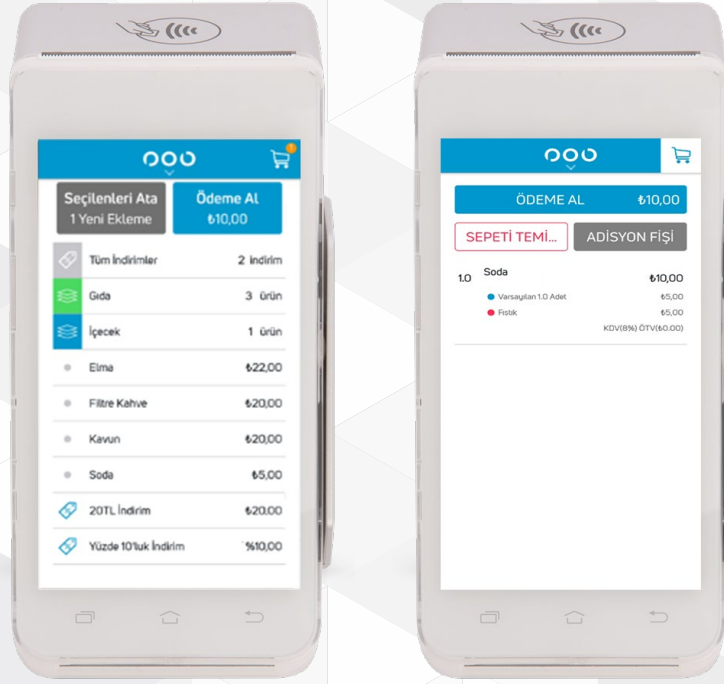 Seçilenleri Ata
1 Yeni Ekleme
Ödeme Al
₺10,00
1
Tüm İndirimler 2 indirim
Gıda 3 ürün
İçecek 1 ürün
Elma ₺22,00
Filtre Kahve ₺20,00
Kavun ₺20,00
Soda ₺5,00
20TL İndirim ₺20,00
Yüzde 10'luk İndirim %10,00
ÖDEME AL ₺10,00
SEPETİ TEMİ...
ADİSYON FİŞİ
1.0 Soda ₺10,00
Varsayılan 1.0 Adet ₺5,00
Fıstık ₺5,00
KDV(8%) ÖTV(₺0.00)